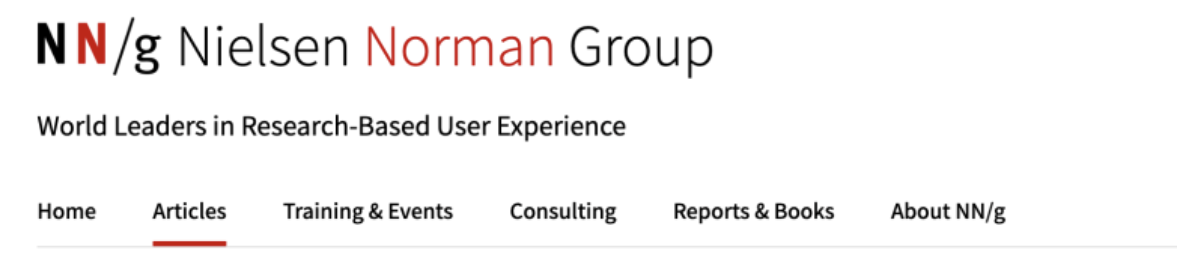 NN/g Nielsen Norman Group
World Leaders in Research-Based User Experience
Home Articles Training & Events Consulting Reports & Books About NN/g